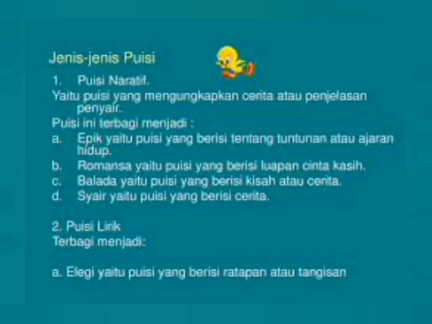 Jenis-jenis Puisi
1. Puisi Naratif.
Yaitu puisi yang mengungkapkan cerita atau penjelasan
penyair.
Puisi ini terbagi menjadi :
a. Epik yaitu puisi yang berisi tentang tuntunan atau ajaran
hidup.
b. Romansa yaitu puisi yang berisi luapan cinta kasih.
c. Balada yaitu puisi yang berisi kisah atau cerita.
d. Syair yaitu puisi yang berisi cerita.
2. Puisi Lirik
Terbagi menjadi:
a. Elegi yaitu puisi yang berisi ratapan atau tangisan